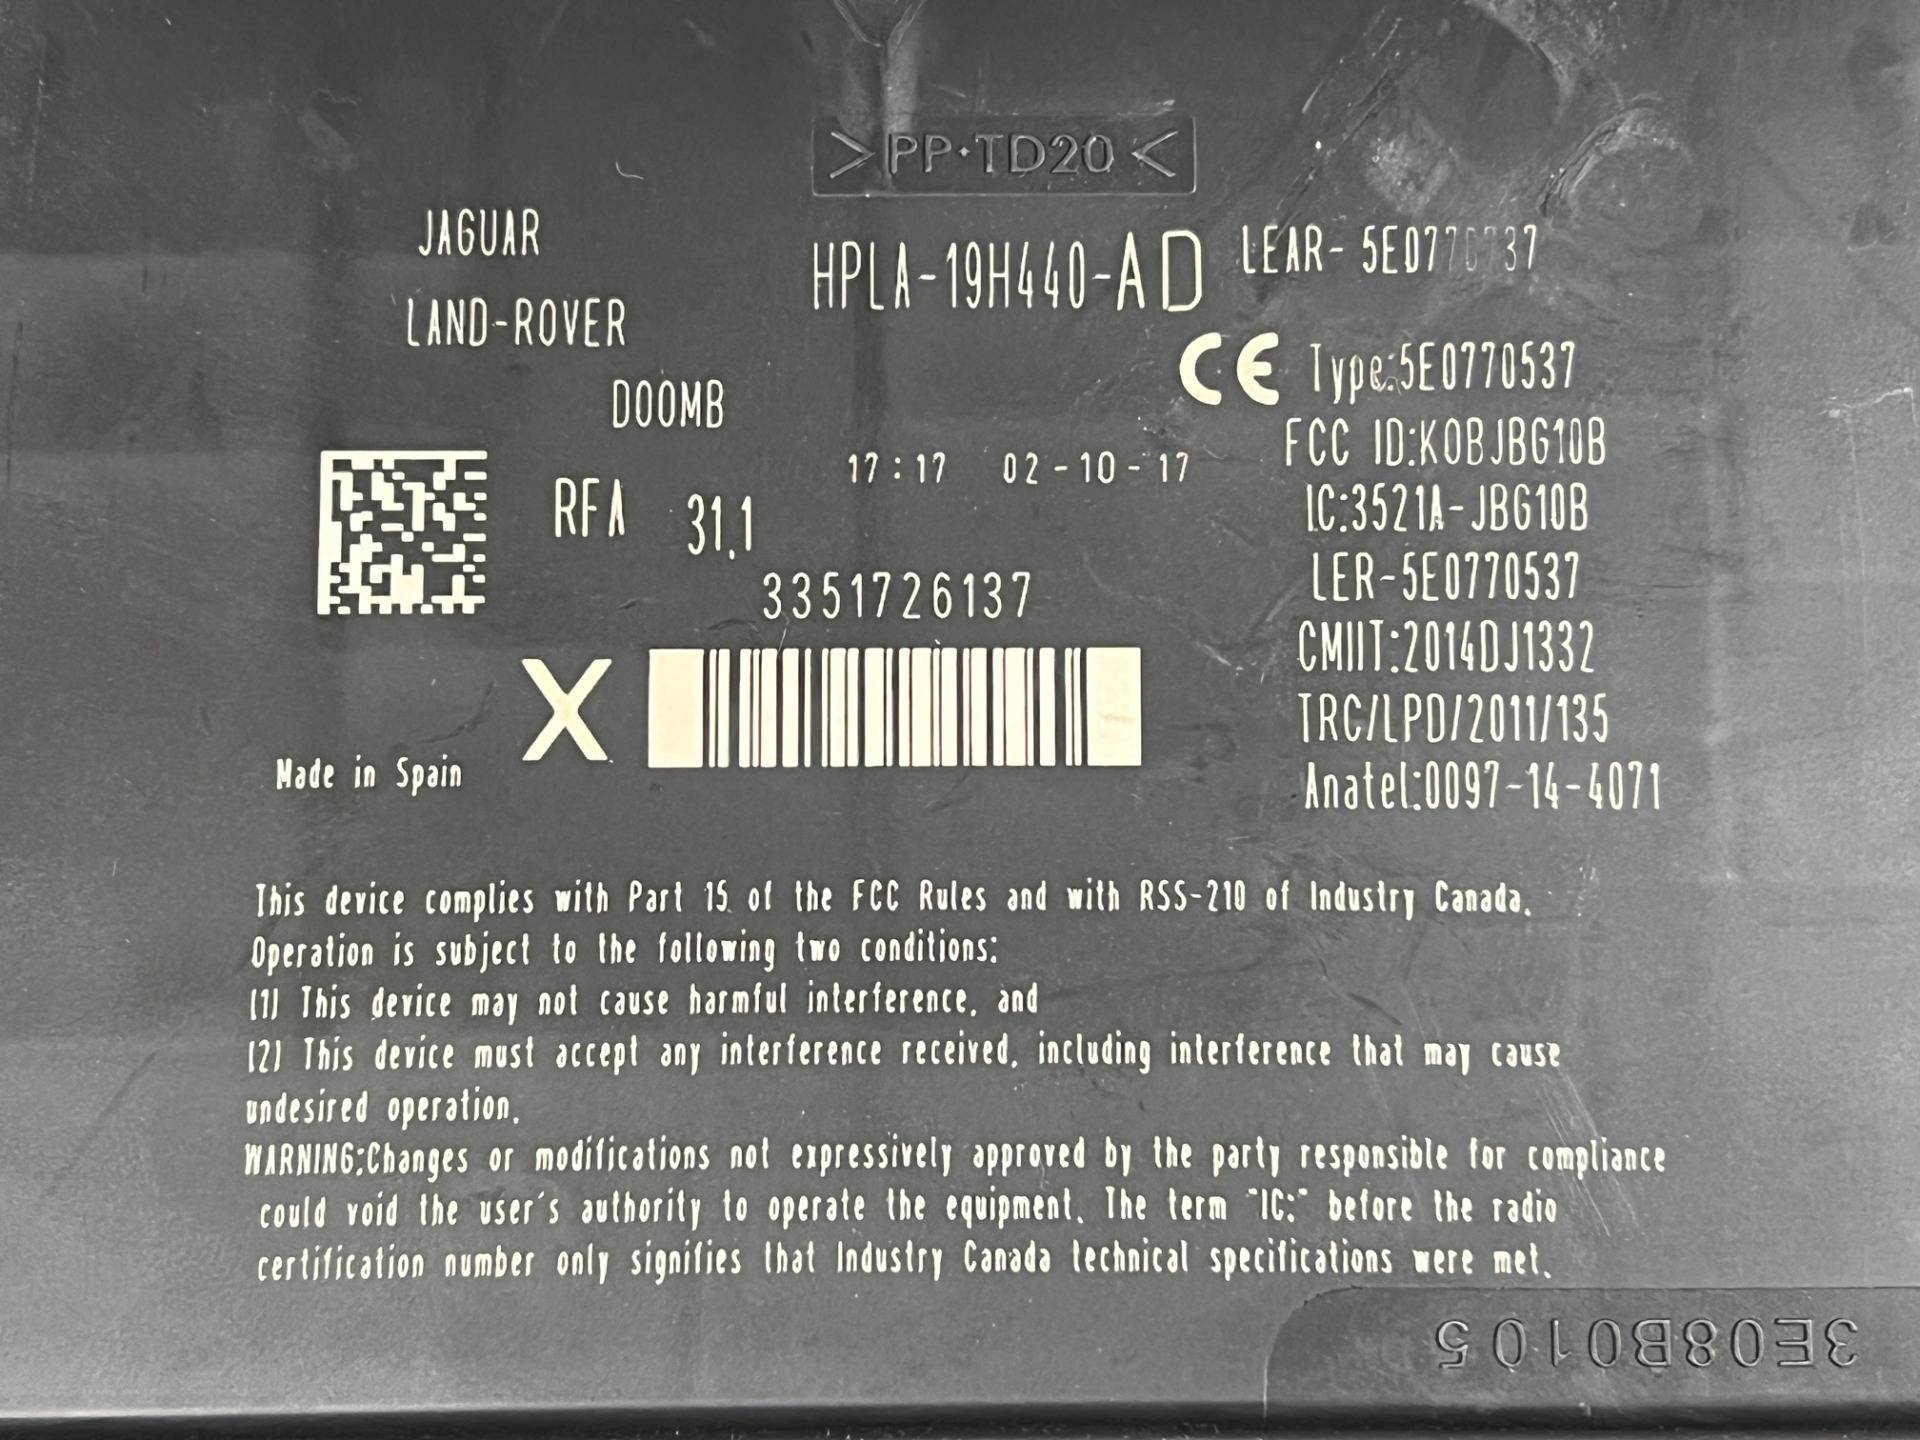 >PP·TD20<
JAGUAR
LAND-ROVER
HPLA-19H440-AD
LEAR- 5E0770737
DOOMB
RFA 31.1
17:17 02-10-17
3351726137
X
Made in Spain
CE Type:5E0770537
FCC ID:KOBJBG10B
IC:3521A-JBG10B
LER-5E0770537
CMIIT:2014DJ1332
TRC/LPD/2011/135
Anatel:0097-14-4071
This device complies with Part 15 of the FCC Rules and with RSS-210 of Industry Canada.
Operation is subject to the following two conditions:
(1) This device may not cause harmful interference, and
(2) This device must accept any interference received, including interference that may cause
undesired operation.
WARNING:Changes or modifications not expressively approved by the party responsible for compliance
could void the user's authority to operate the equipment. The term "IC:" before the radio
certification number only signifies that Industry Canada technical specifications were met.
3E08B0105